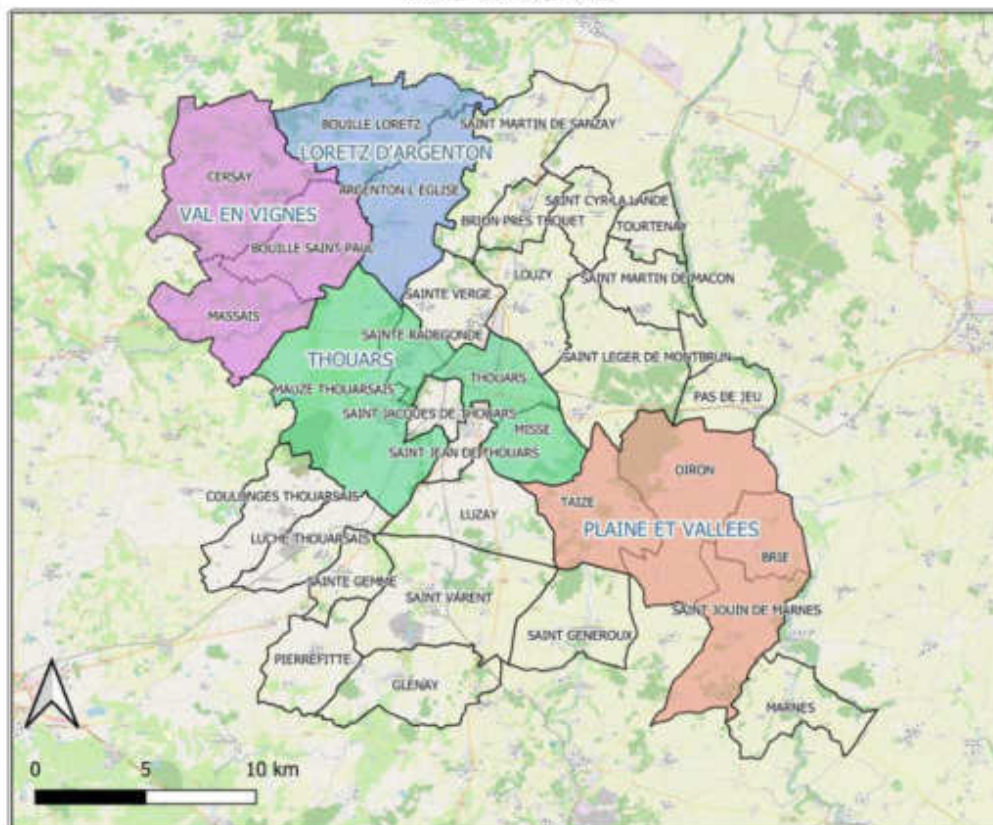 BOUILLE LORETZ
SAINT MARTIN DE SANZAY
LORETZ D'ARGENTON
CERSAY
ARGENTON L EGLISE
SAINT CYR LA LANDE
VAL EN VIGNES
BRION PRES THOUET
TOURTENAY
BOUILLE SAINT PAUL
LOUZY
SAINT MARTIN DE MACON
SAINTE VERGE
MASSAIS
SAINTE RADEGONDE
THOUARS
SAINT LEGER DE MONTBRUN
THOUARS
MAUZE THOUARSAIS
PAS DE JEU
SAINT JACQUES DE THOUARS
MISSE
SAINT JEAN DE THOUARS
OIRON
COULONGES THOUARSAIS
TAIZE
LUZAY
PLAINE ET VALLEES
LUCHE THOUARSAIS
BRIE
SAINTE GEMME
SAINT VARENT
SAINT JOUIN DE MARNES
SAINT GENEROUX
PIERREFITTE
GLENAY
MARNES
0 5 10 km